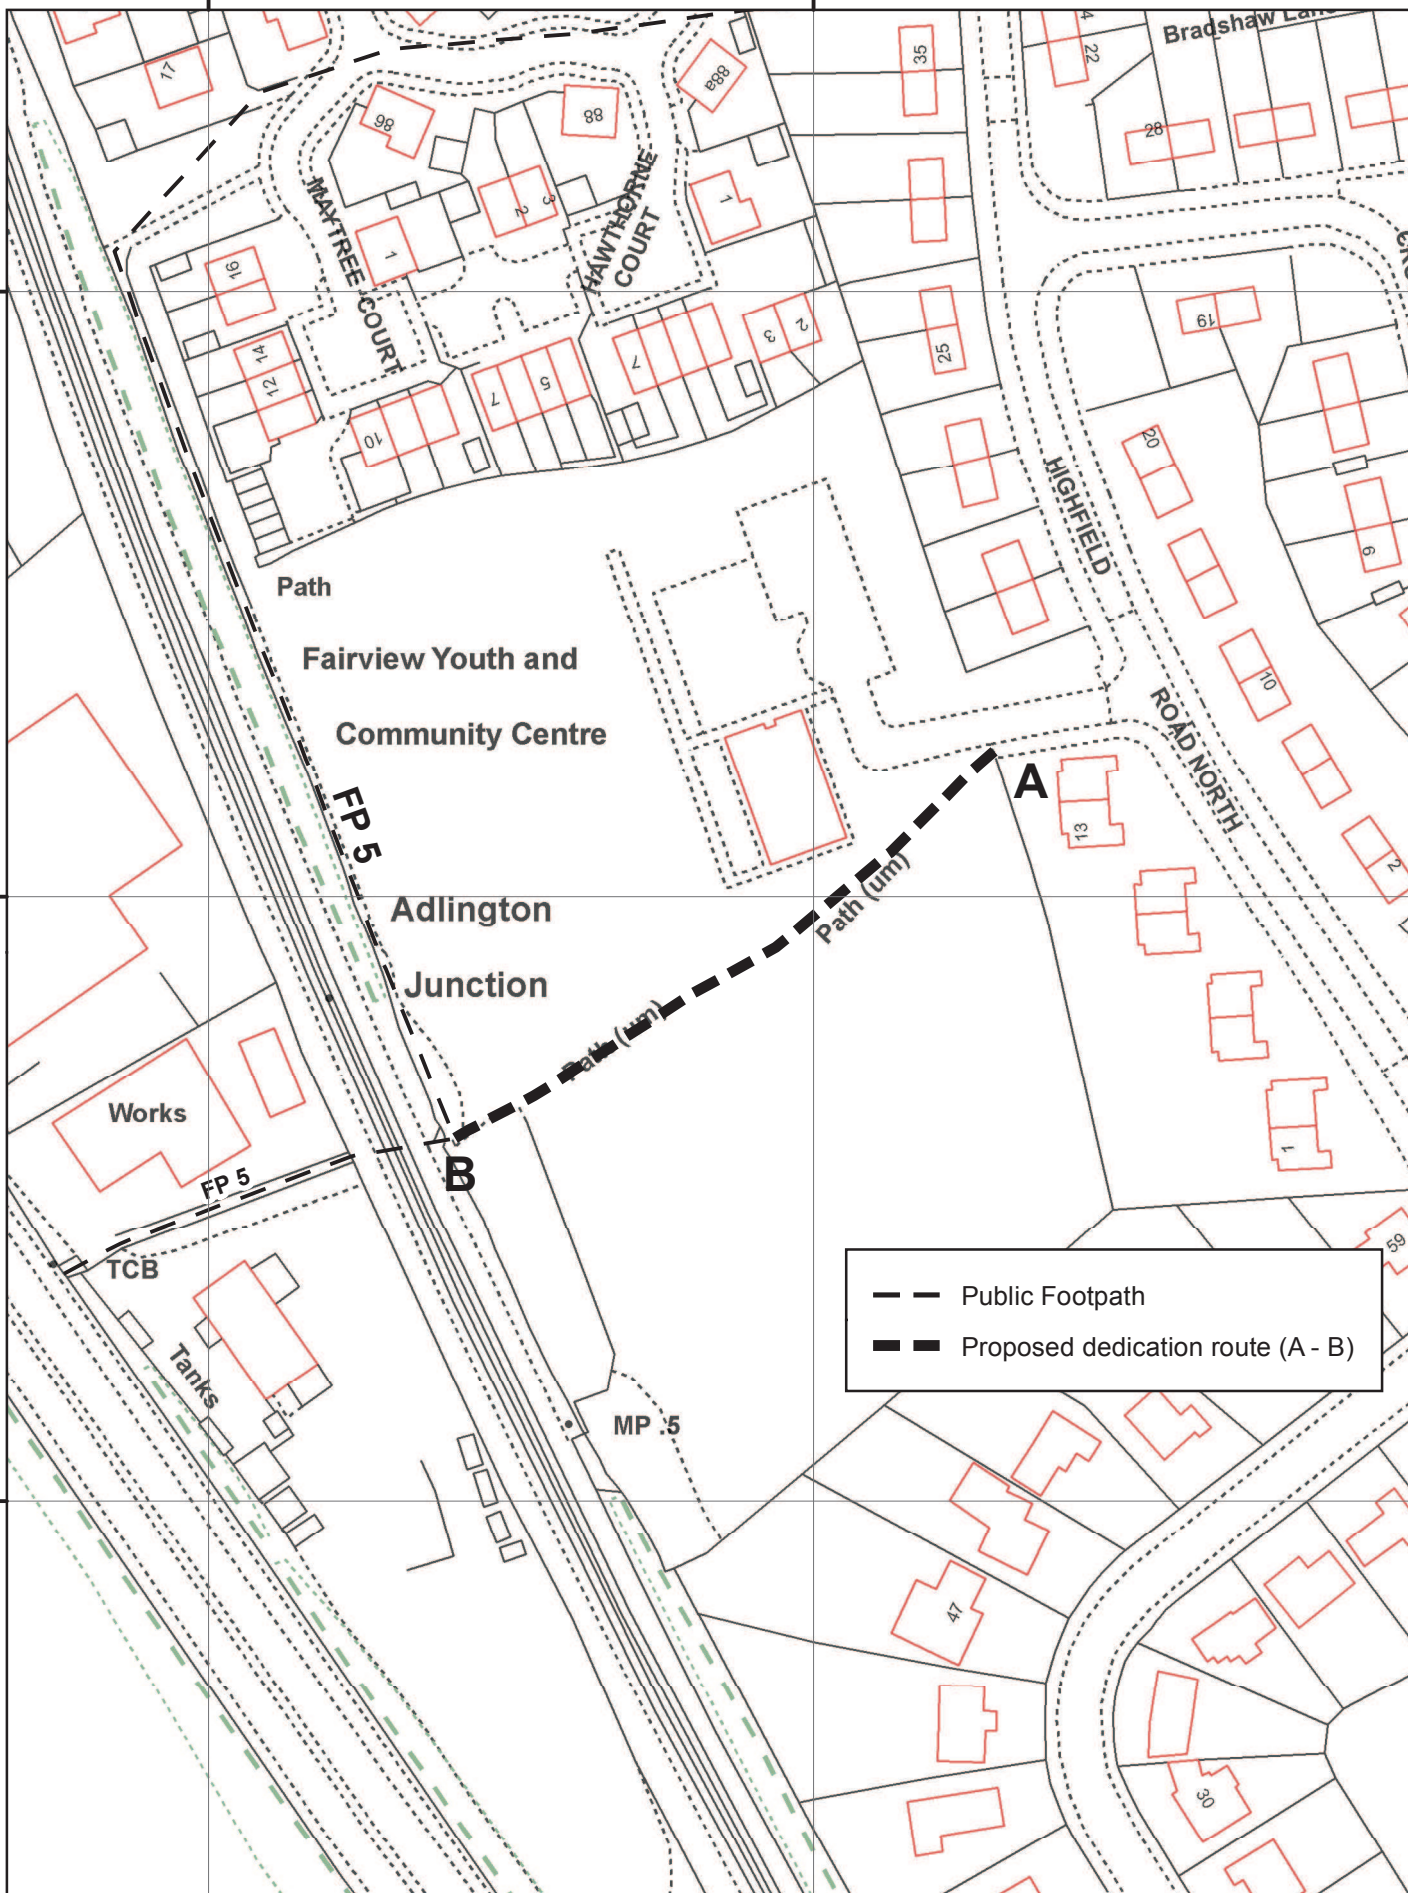 Bradshaw Lane
17
35
22
88a
98
88
28
MAYTREE COURT
HAWTHORNE
COURT
1
2
3
1
16
19
14
12
25
3
2
7
5
7
10
20
HIGHFIELD
9
Path
Fairview Youth and
Community Centre
10
ROAD NORTH
FP 5
A
13
2
Path (um)
Adlington
Junction
Path (um)
Works
B
1
FP 5
TCB
59
Public Footpath
Proposed dedication route (A - B)
Tanks
MP .5
47
30